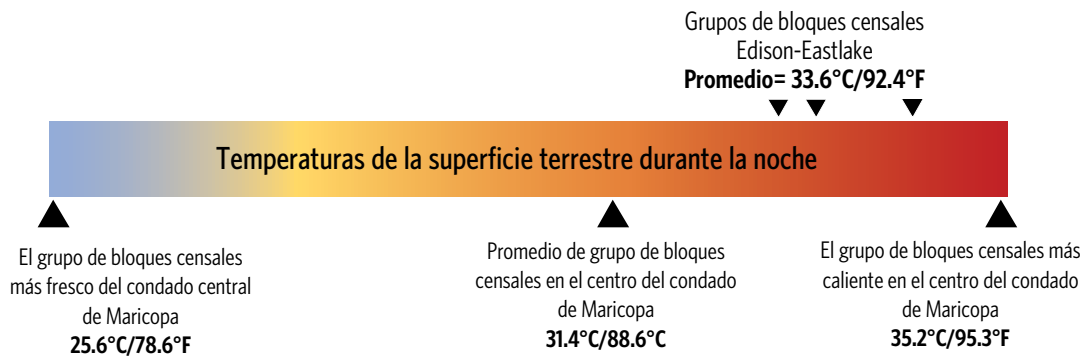 Grupos de bloques censales
Edison-Eastlake
Promedio= 33.6°C/92.4°F
Temperaturas de la superficie terrestre durante la noche
El grupo de bloques censales
más fresco del condado central
de Maricopa
25.6°C/78.6°F
Promedio de grupo de bloques
censales en el centro del condado
de Maricopa
31.4°C/88.6°C
El grupo de bloques censales más
caliente en el centro del condado
de Maricopa
35.2°C/95.3°F